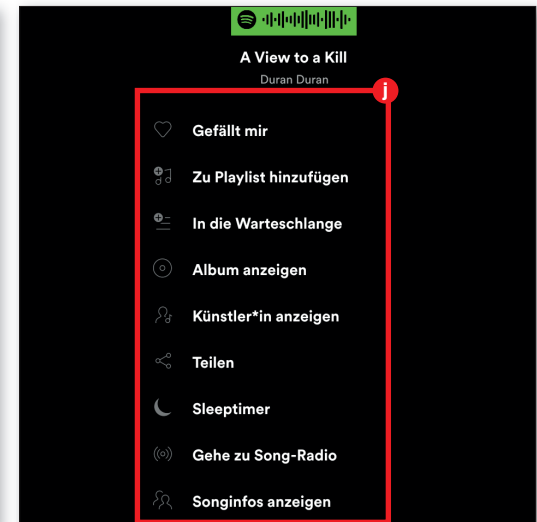 A View to a Kill
Duran Duran
j
Gefällt mir
Zu Playlist hinzufügen
In die Warteschlange
Album anzeigen
Künstler*in anzeigen
Teilen
Sleeptimer
Gehe zu Song-Radio
Songinfos anzeigen